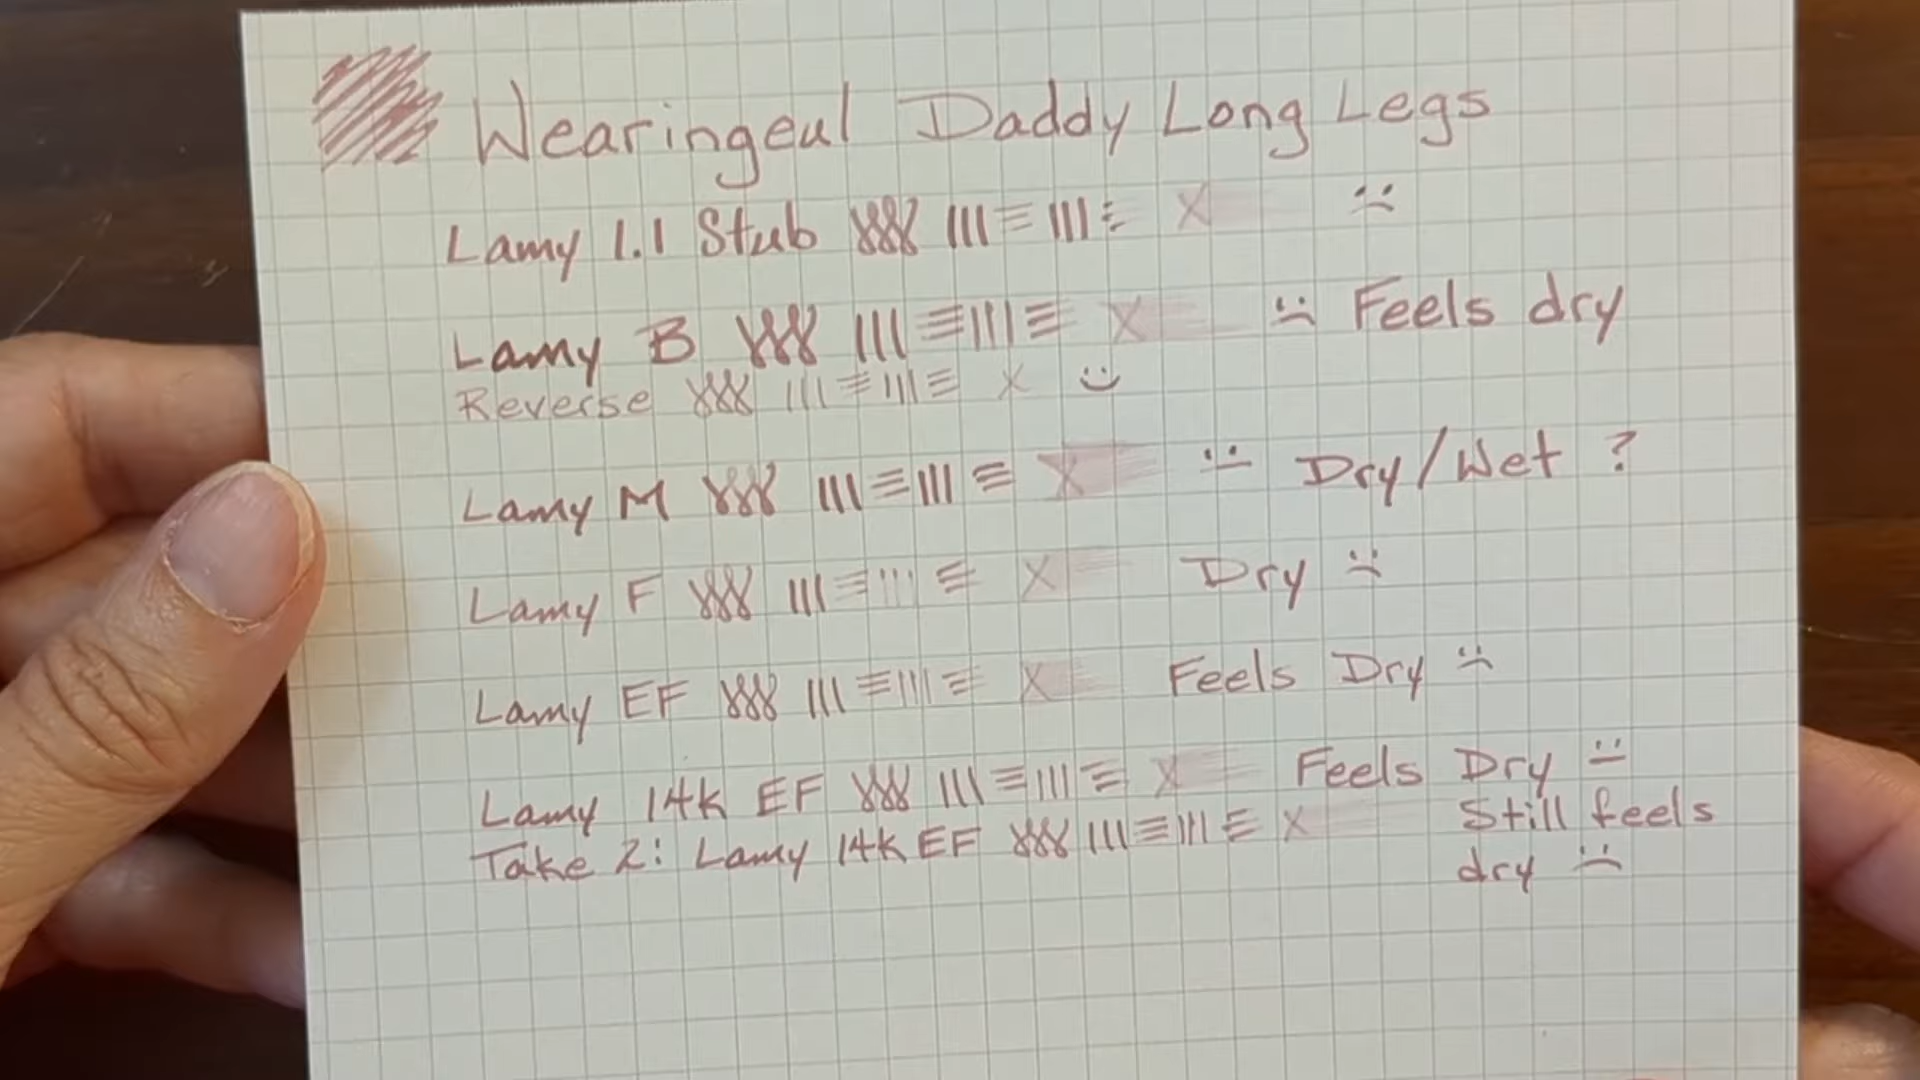 Wearingeul Daddy Long Legs
Lamy 1.1 Stub X
Lamy B X Feels dry
Reverse X
Lamy M X Dry/Wet ?
Lamy F X Dry
Lamy EF X Feels Dry
Lamy 14K EF X Feels Dry
Take 2: Lamy 14K EF X Still feels
dry